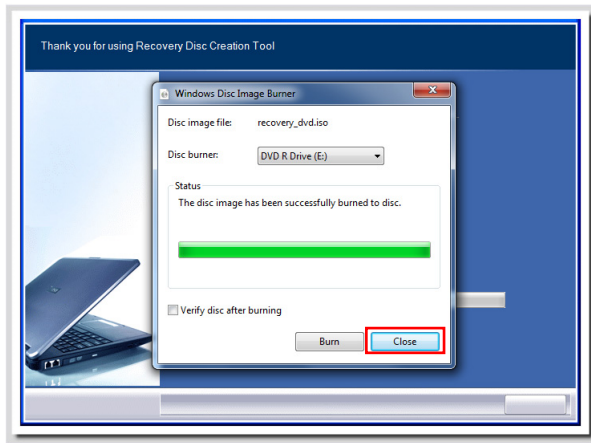 Thank you for using Recovery Disc Creation Tool
Windows Disc Image Burner
Disc image file: recovery_dvd.iso
Disc burner: DVD R Drive (E:)
Status
The disc image has been successfully burned to disc.
Verify disc after burning
Burn Close